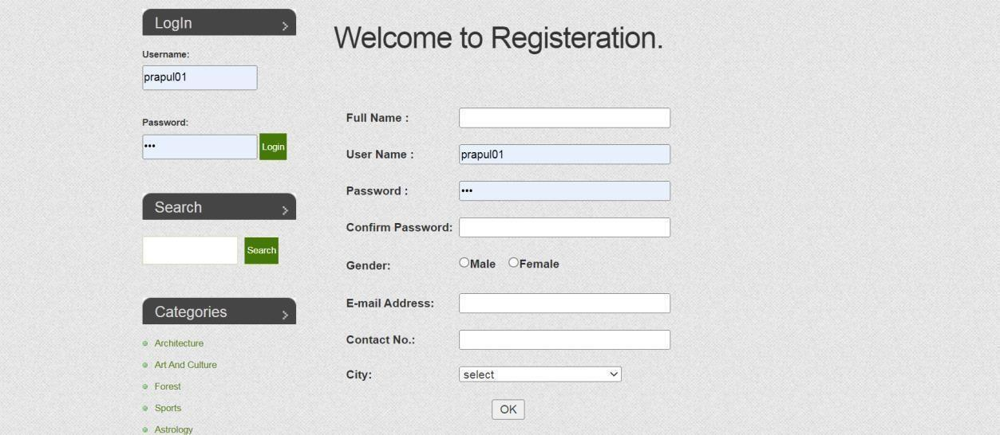 LogIn
Username:
prapul01
Password:
•••
Login
Search
Search
Categories
Architecture
Art And Culture
Forest
Sports
Astrology
Welcome to Registeration.
Full Name :
User Name :
prapul01
Password :
•••
Confirm Password:
Gender:
Male Female
E-mail Address:
Contact No.:
City:
select
OK